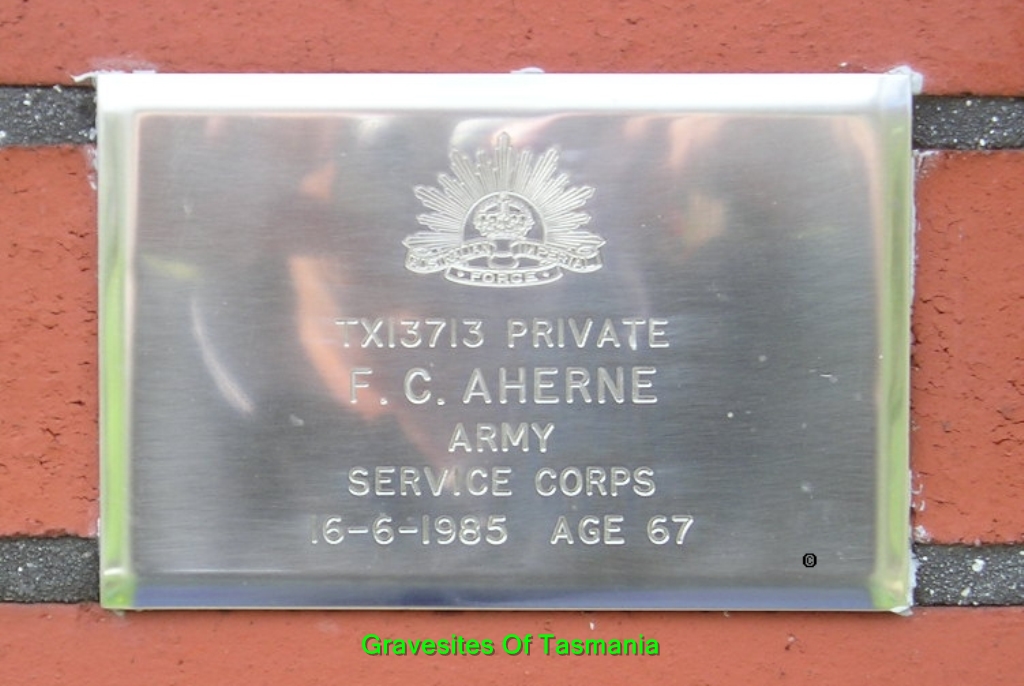 AUSTRALIAN IMPERIAL
FORCE
TX13713 PRIVATE
F. C. AHERNE
ARMY
SERVICE CORPS
16-6-1985 AGE 67
©
Gravesites Of Tasmania